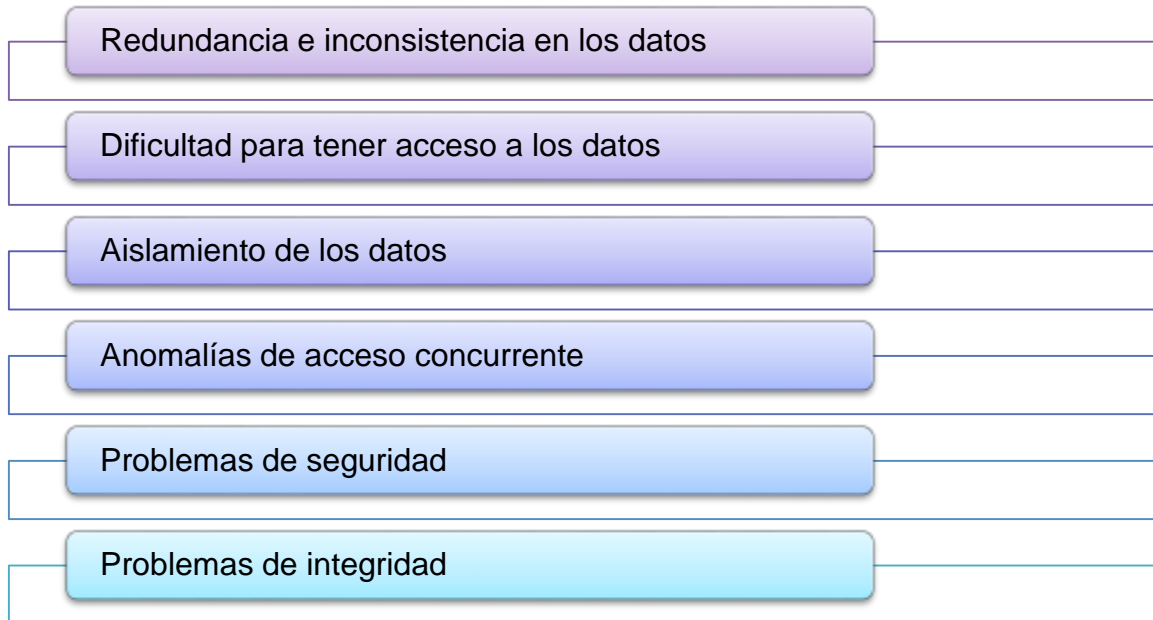 Redundancia e inconsistencia en los datos
Dificultad para tener acceso a los datos
Aislamiento de los datos
Anomalías de acceso concurrente
Problemas de seguridad
Problemas de integridad